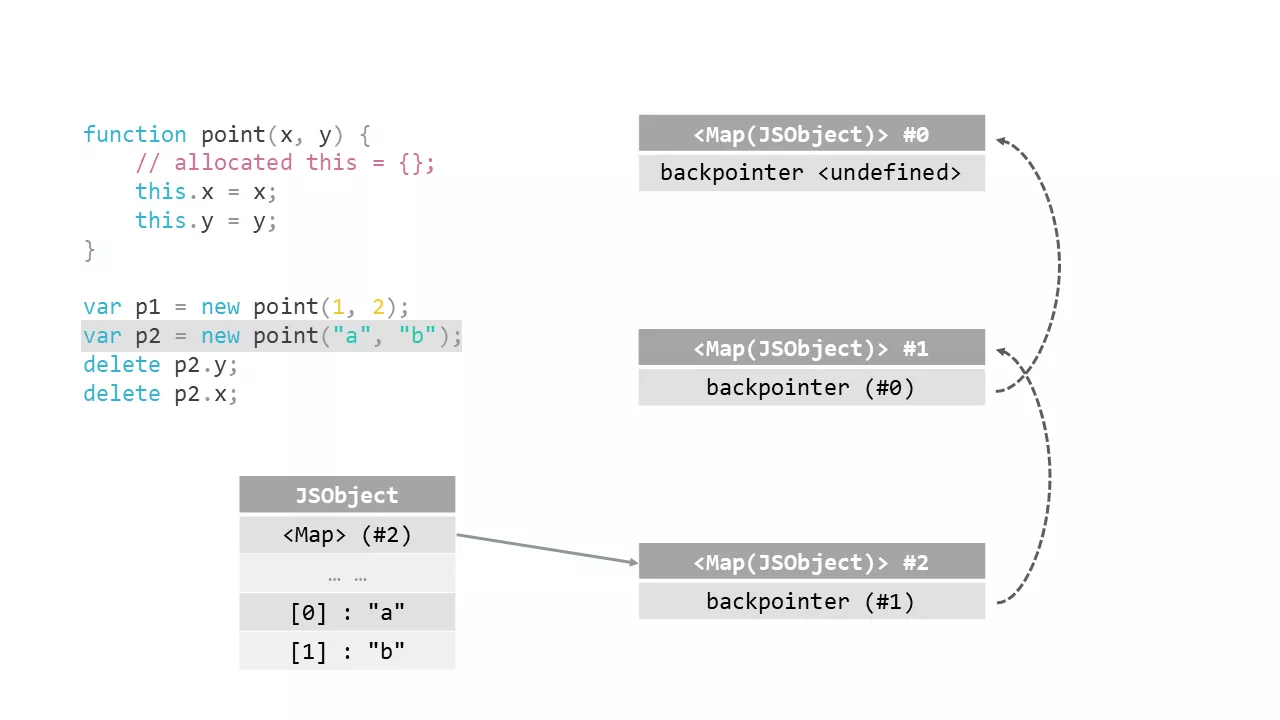 function point(x, y) {
    // allocated this = {};
    this.x = x;
    this.y = y;
}
var p1 = new point(1, 2);
var p2 = new point("a", "b");
delete p2.y;
delete p2.x;
JSObject
<Map> (#2)
… …
[0] : "a"
[1] : "b"
<Map(JSObject)> #0
backpointer <undefined>
<Map(JSObject)> #1
backpointer (#0)
<Map(JSObject)> #2
backpointer (#1)